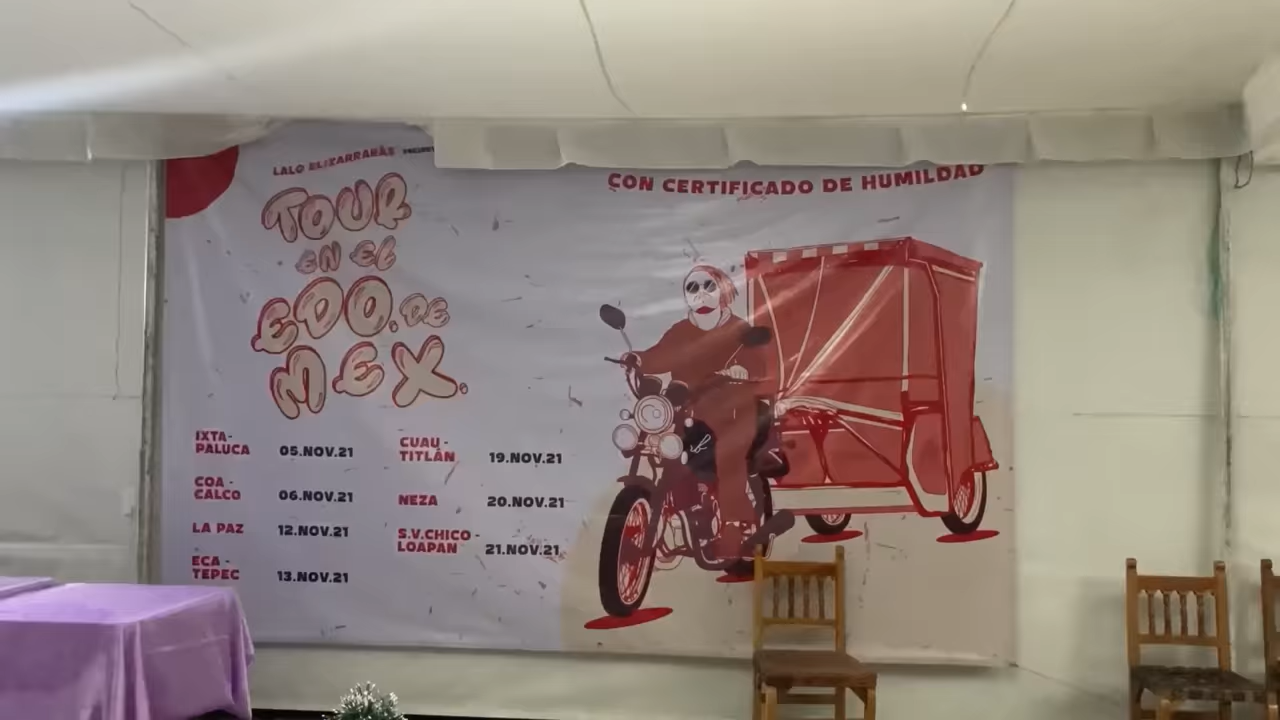 LALO ELIZARRARÁS
TOUR
EN EL
EDO. DE
MEX.
CON CERTIFICADO DE HUMILDAD
IXTA-
PALUCA 05.NOV.21
COA-
CALCO 06.NOV.21
LA PAZ 12.NOV.21
ECA-
TEPEC 13.NOV.21
CUAU-
TITLÁN 19.NOV.21
NEZA 20.NOV.21
S.V.CHICO-
LOAPAN 21.NOV.21